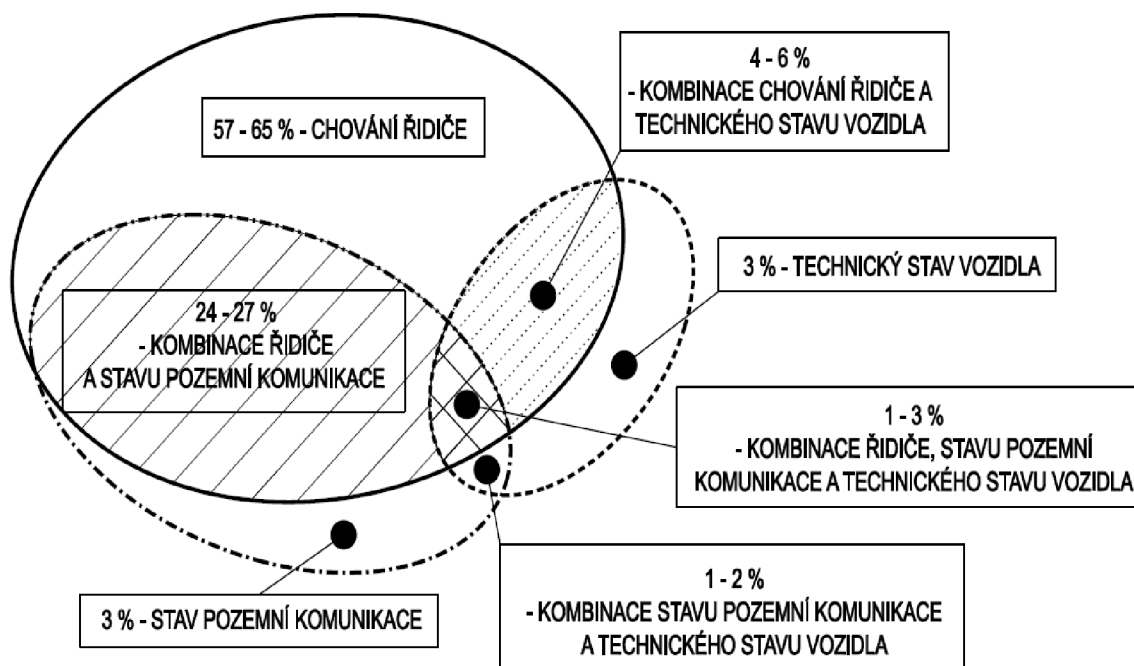 4 - 6 %
- KOMBINACE CHOVÁNÍ ŘIDIČE A
TECHNICKÉHO STAVU VOZIDLA
57 - 65 % - CHOVÁNÍ ŘIDIČE
3 % - TECHNICKÝ STAV VOZIDLA
24 - 27 %
- KOMBINACE ŘIDIČE
A STAVU POZEMNÍ KOMUNIKACE
1 - 3 %
- KOMBINACE ŘIDIČE, STAVU POZEMNÍ
KOMUNIKACE A TECHNICKÉHO STAVU VOZIDLA
1 - 2 %
- KOMBINACE STAVU POZEMNÍ KOMUNIKACE
A TECHNICKÉHO STAVU VOZIDLA
3 % - STAV POZEMNÍ KOMUNIKACE